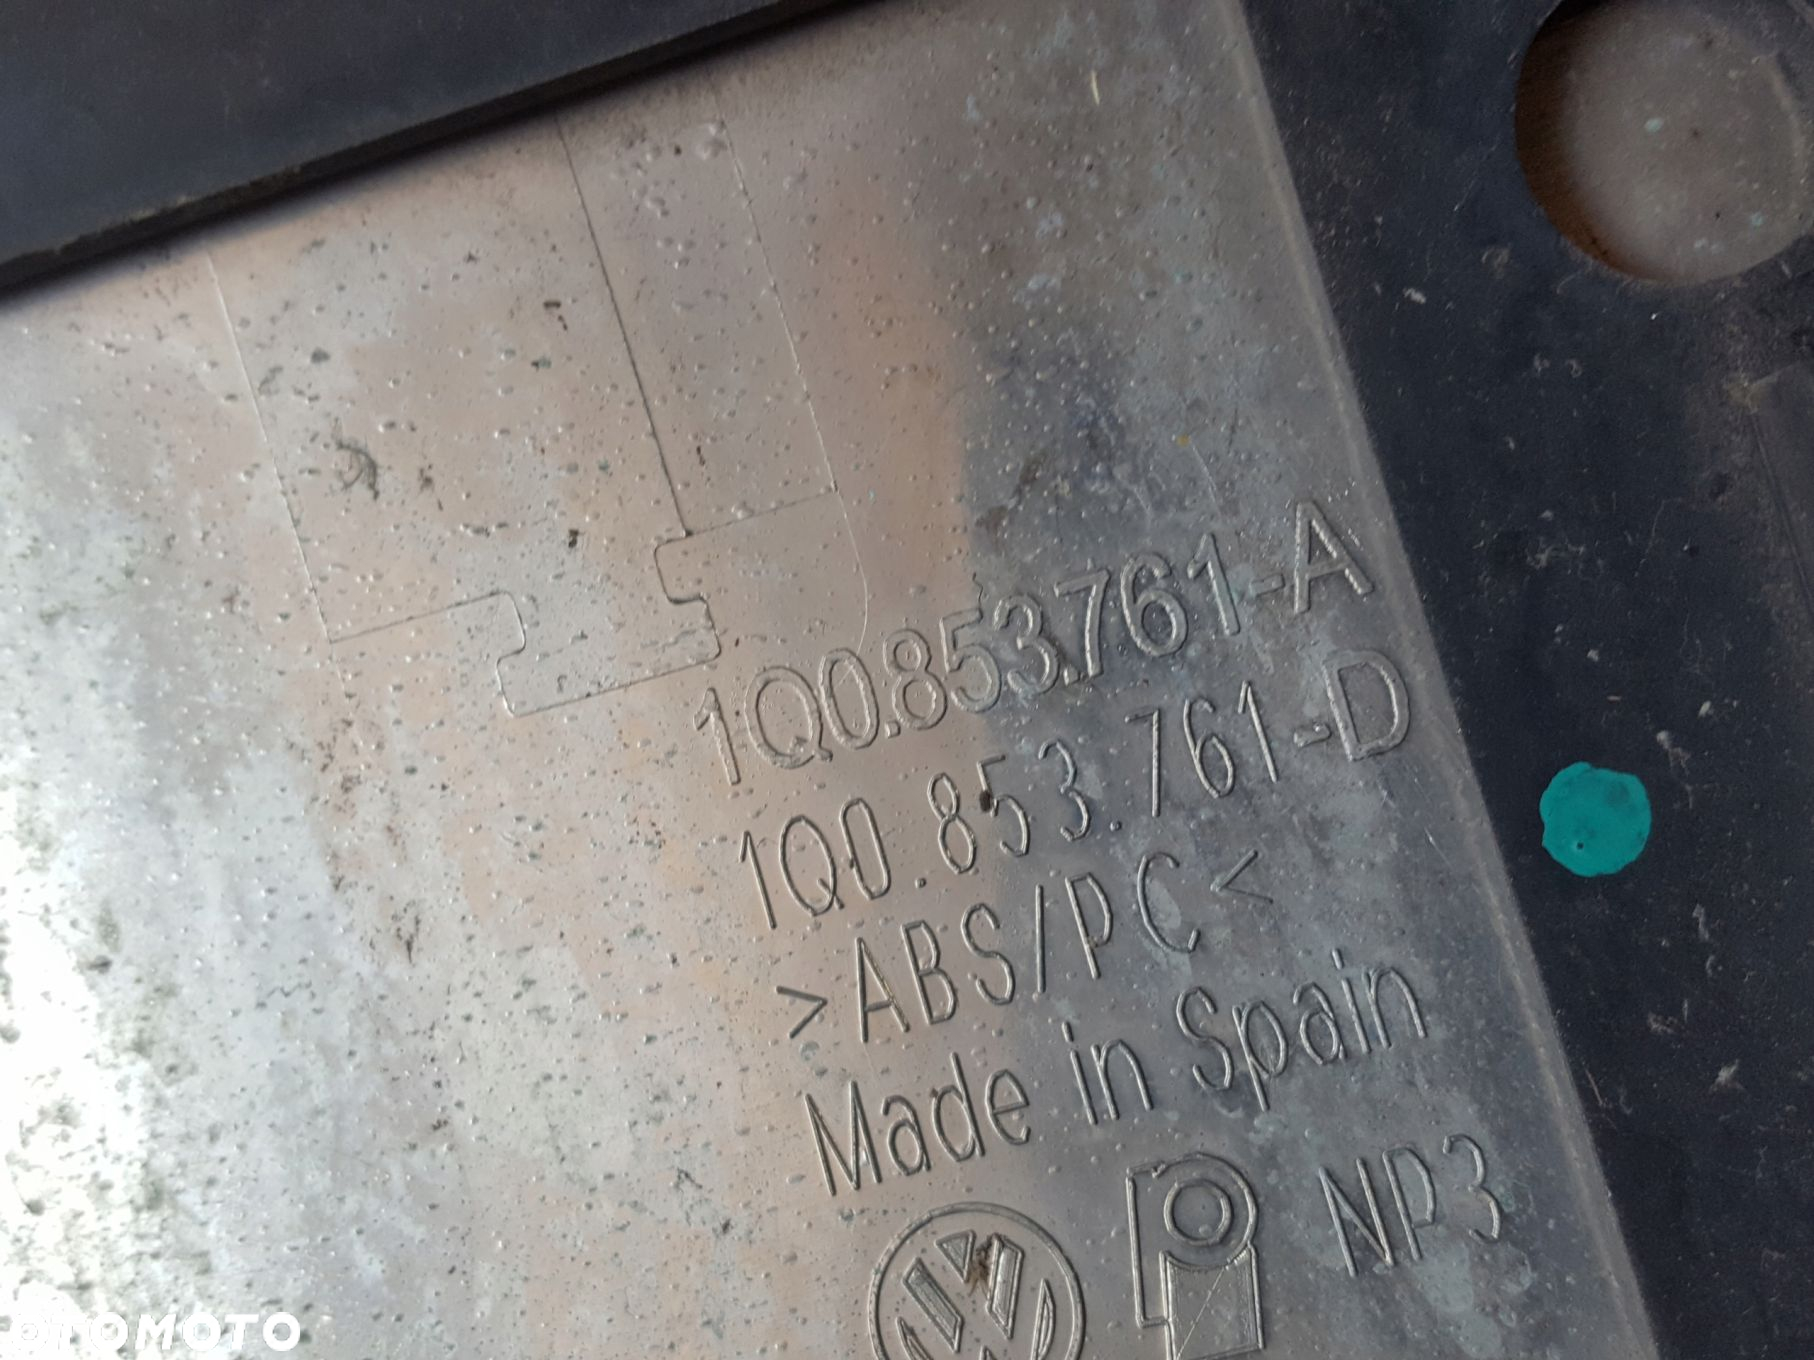 1Q0.853.761-A
1Q0.853.761-D
>ABS/PC<
Made in Spain
NP3
OTOMOTO